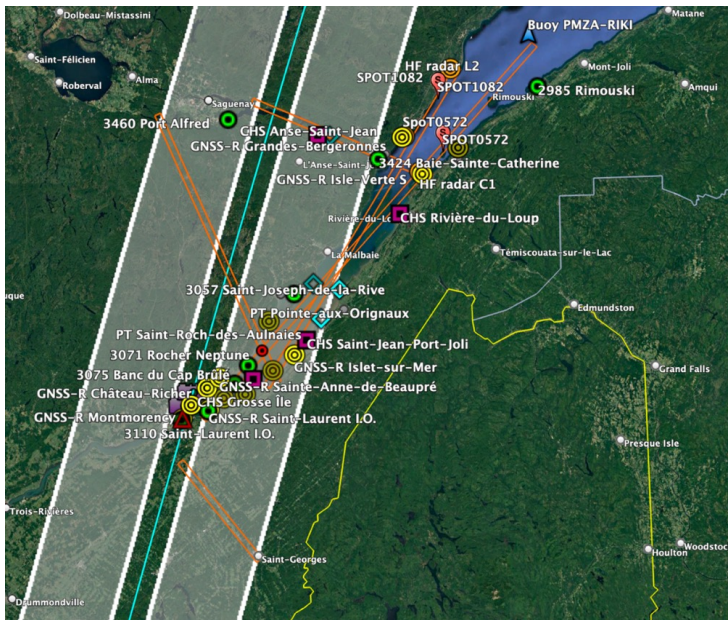 Dolbeau-Mistassini
Matane
Buoy PMZA-RIKI
Saint-Félicien
Mont-Joli
HF radar L2
Roberval
Alma
SPOT1082
SPOT1082
Amqui
2985 Rimouski
Rimouski
Saguenay
3460 Port Alfred
SpoT0572
CHS Anse-Saint-Jean
SPOT0572
GNSS-R Grandes-Bergeronnes
L'Anse-Saint-J
3424 Baie-Sainte-Catherine
GNSS-R Isle-Verte S
HF radar C1
Rivière-du-Lo
CHS Rivière-du-Loup
La Malbaie
Témiscouata-sur-le-Lac
3057 Saint-Joseph-de-la-Rive
uque
Edmundston
PT Pointe-aux-Orignaux
PT Saint-Roch-des-Aulnaies
CHS Saint-Jean-Port-Joli
3071 Rocher Neptune
GNSS-R Islet-sur-Mer
Grand Falls
3075 Banc du Cap Brûlé
GNSS-R Sainte-Anne-de-Beaupré
GNSS-R Château-Richer
CHS Grosse Île
GNSS-R Montmorency
GNSS-R Saint-Laurent I.O.
3110 Saint-Laurent I.O.
Presque Isle
Trois-Rivières
Saint-Georges
Houlton
Woodstoc
Drummondville